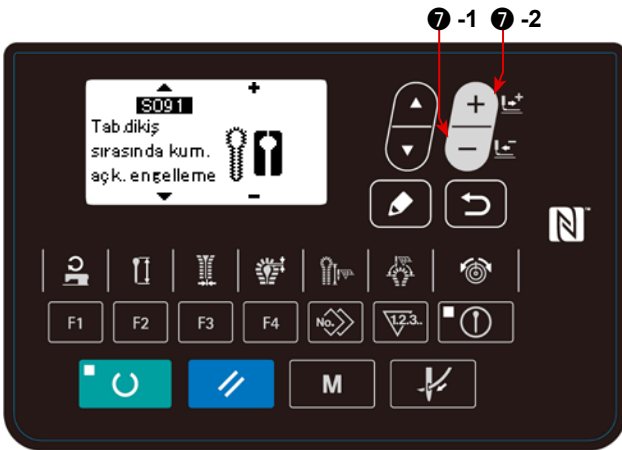 ❼ -1 ❼ -2
S091
Tab.dikiş
sırasında kum.
açk. engelleme
+
−
+
−
F1
F2
F3
F4
No.
1.2.3..
M
N